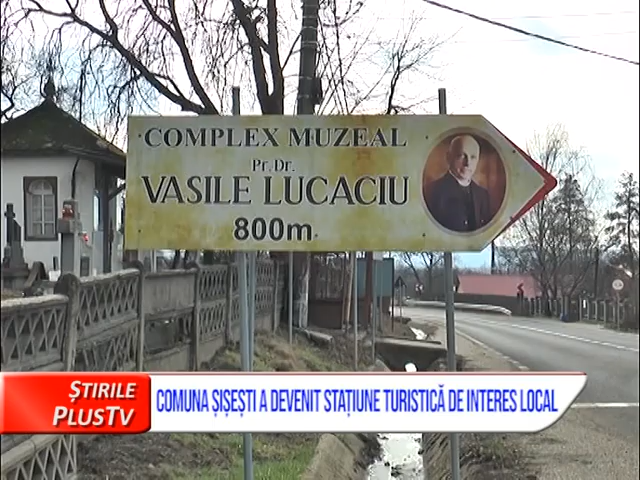 COMPLEX MUZEAL
Pr. Dr.
VASILE LUCACIU
800m
ȘTIRILE
PLUSTV
COMUNA ȘIȘEȘTI A DEVENIT STAȚIUNE TURISTICĂ DE INTERES LOCAL